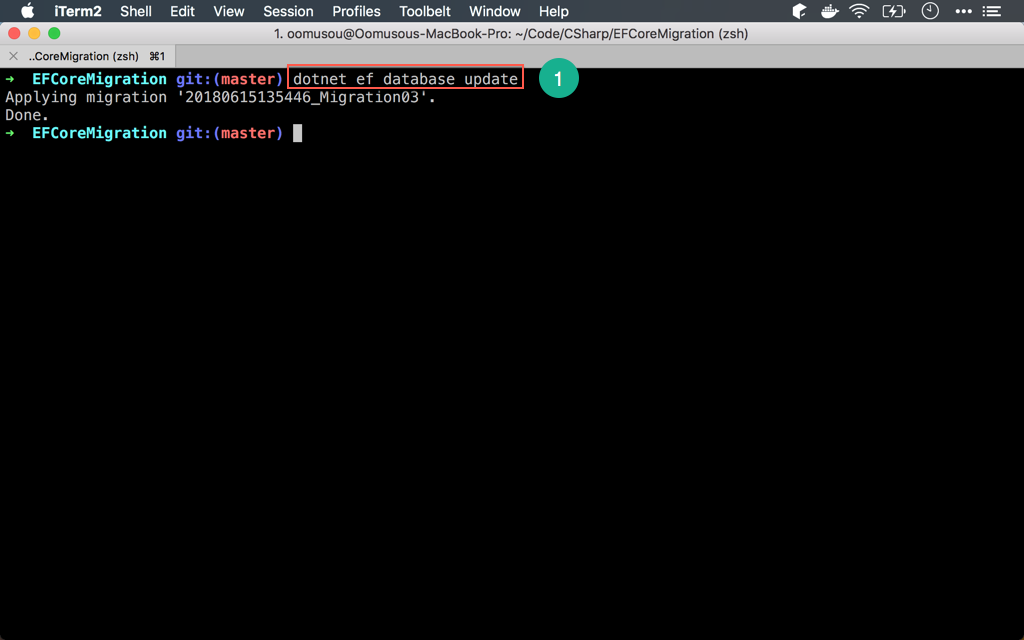 iTerm2 Shell Edit View Session Profiles Toolbelt Window Help
1. oomusou@Oomusous-MacBook-Pro: ~/Code/CSharp/EFCoreMigration (zsh)
..CoreMigration (zsh) ⌘1
➜ EFCoreMigration git:(master) dotnet ef database update 1
Applying migration '20180615135446_Migration03'.
Done.
➜ EFCoreMigration git:(master)